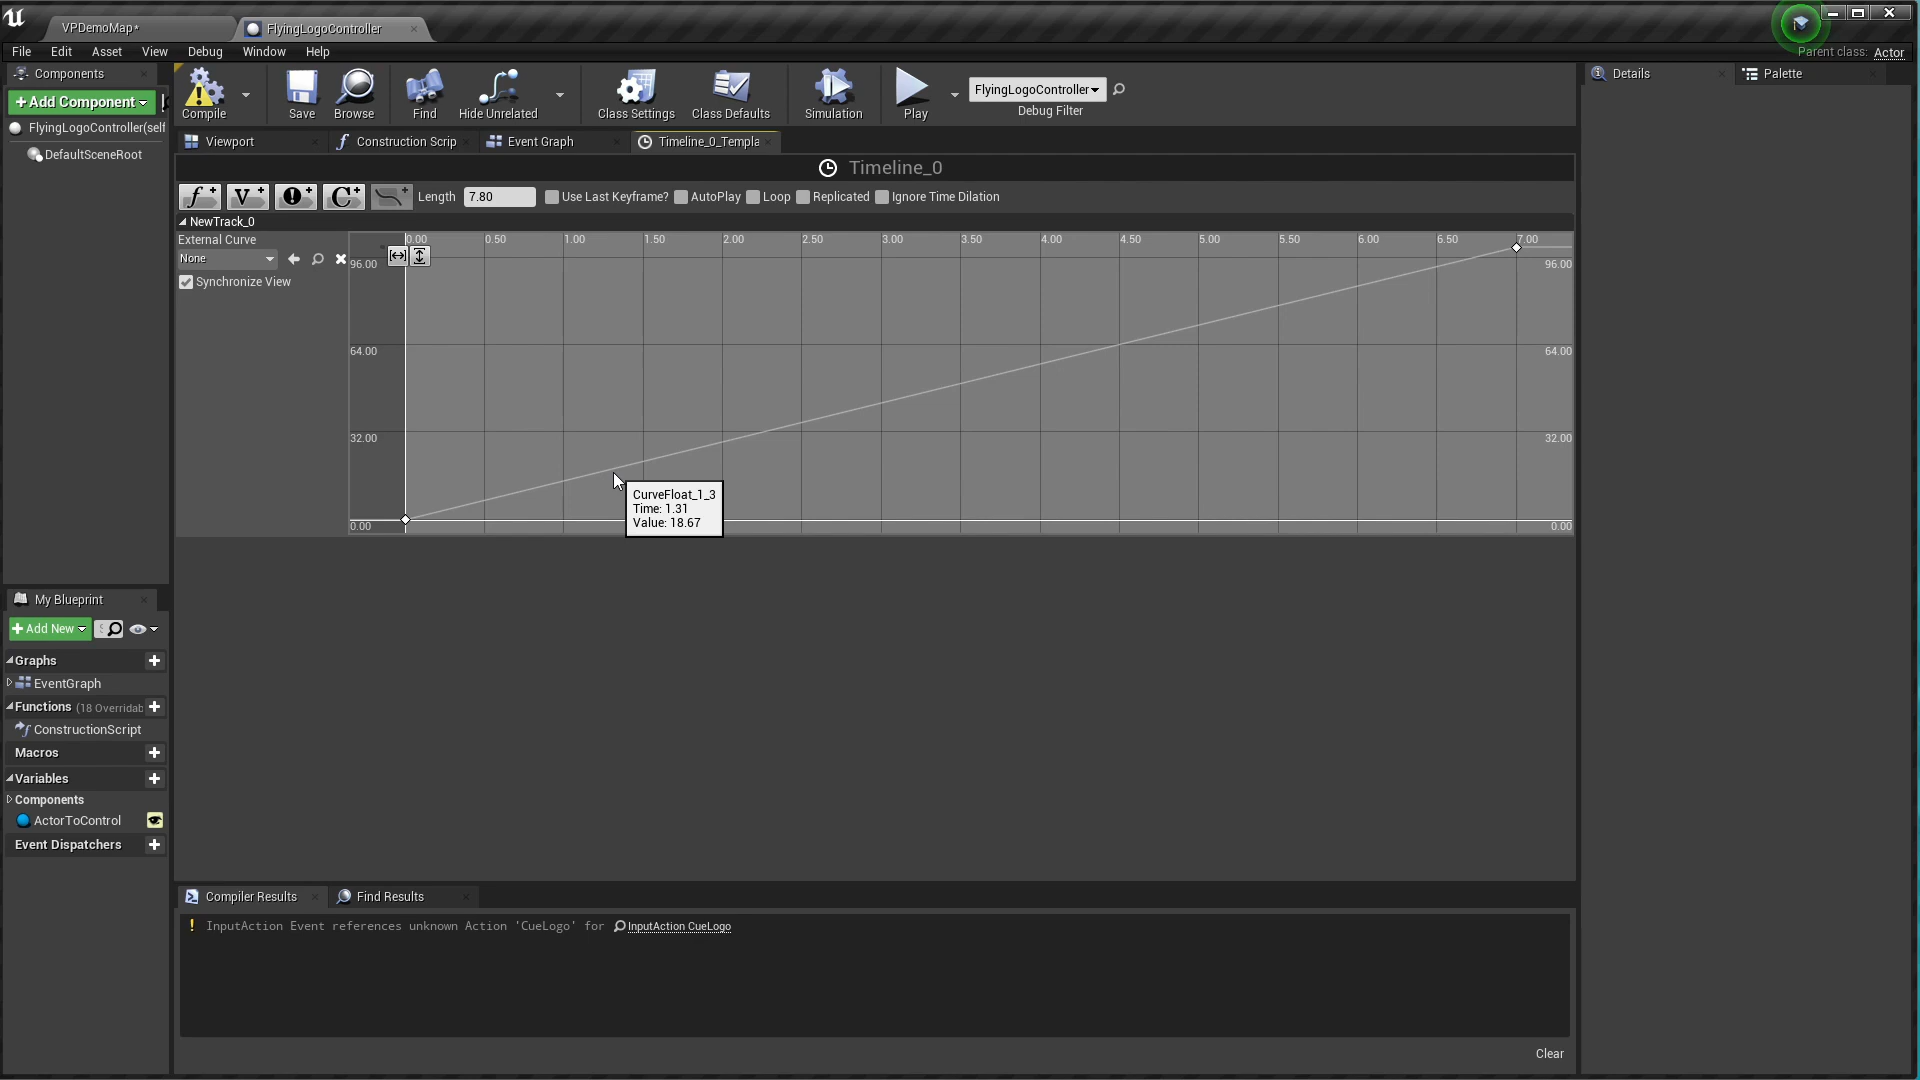 VPDemoMap*
FlyingLogoController
File Edit Asset View Debug Window Help
Parent class: Actor
Components
+Add Component
FlyingLogoController(self
DefaultSceneRoot
Compile
Save
Browse
Find
Hide Unrelated
Class Settings
Class Defaults
Simulation
Play
FlyingLogoController
Debug Filter
Details
Palette
Viewport
Construction Scrip
Event Graph
Timeline_0_Templa
Timeline_0
Length 7.80 Use Last Keyframe? AutoPlay Loop Replicated Ignore Time Dilation
NewTrack_0
External Curve
None
Synchronize View
0.00 0.50 1.00 1.50 2.00 2.50 3.00 3.50 4.00 4.50 5.00 5.50 6.00 6.50 7.00
96.00 96.00
64.00 64.00
32.00 32.00
0.00 0.00
CurveFloat_1_3
Time: 1.31
Value: 18.67
My Blueprint
+Add New
Graphs
EventGraph
Functions (18 Overridab
ConstructionScript
Macros
Variables
Components
ActorToControl
Event Dispatchers
Compiler Results
Find Results
InputAction Event references unknown Action 'CueLogo' for InputAction CueLogo
Clear